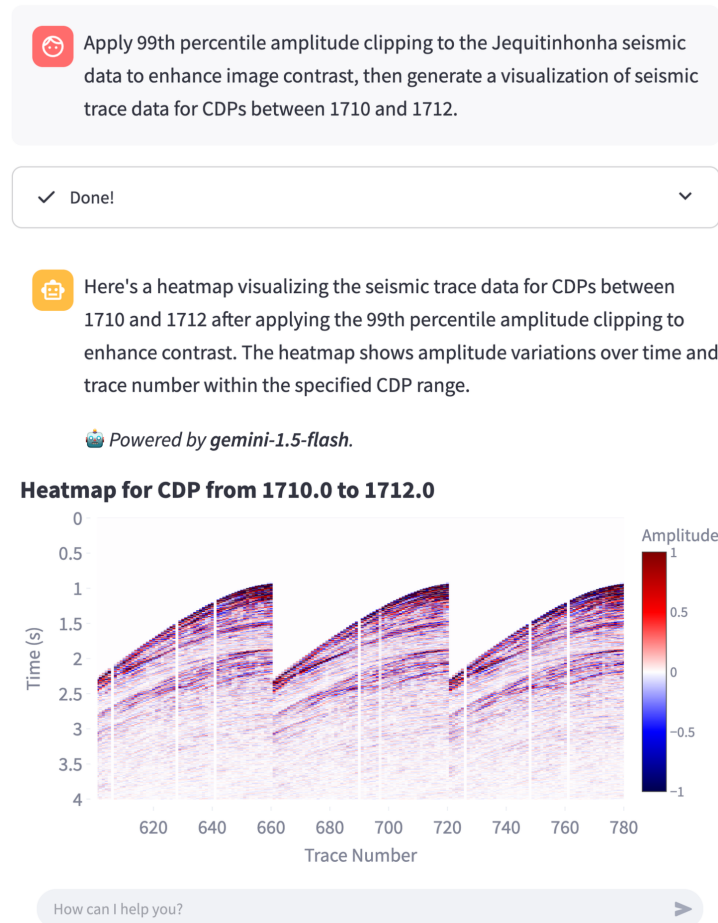 Apply 99th percentile amplitude clipping to the Jequitinhonha seismic
data to enhance image contrast, then generate a visualization of seismic
trace data for CDPs between 1710 and 1712.
Done!
Here's a heatmap visualizing the seismic trace data for CDPs between
1710 and 1712 after applying the 99th percentile amplitude clipping to
enhance contrast. The heatmap shows amplitude variations over time and
trace number within the specified CDP range.
Powered by gemini-1.5-flash.
Heatmap for CDP from 1710.0 to 1712.0
Amplitude
0
0.5
1
1.5
2
2.5
3
3.5
4
Time (s)
1
0.5
0
−0.5
−1
620 640 660 680 700 720 740 760 780
Trace Number
How can I help you?